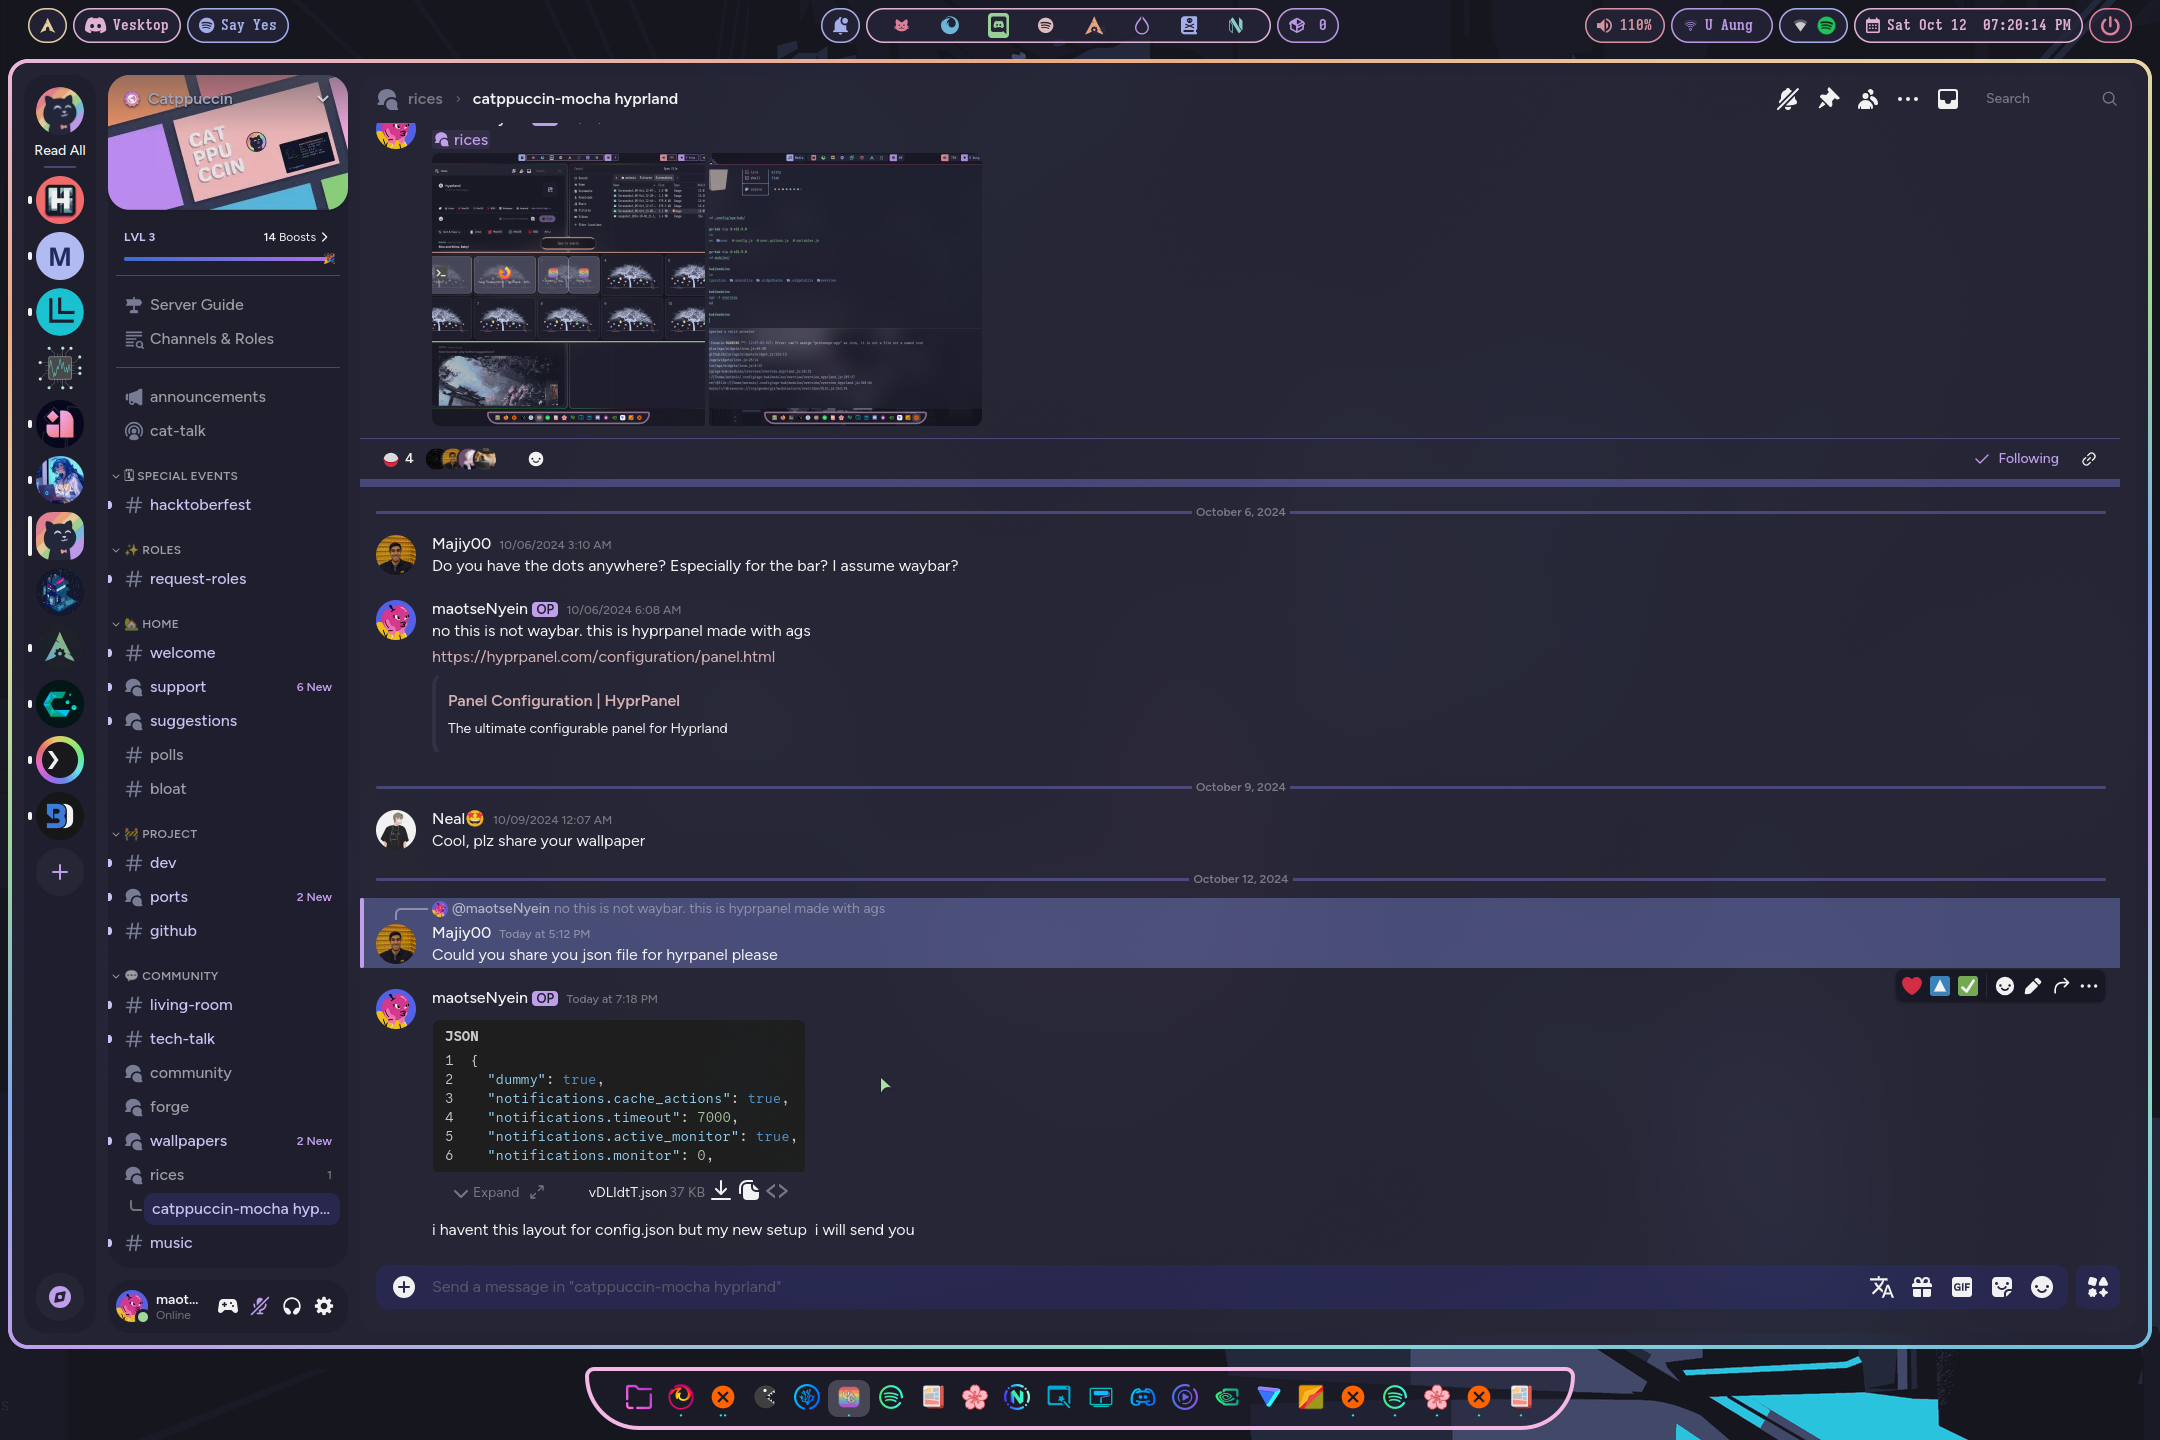 Vesktop
Say Yes
0
110%
U Aung
Sat Oct 12 07:20:14 PM
Read All
Catppuccin
CAT
PPU
CCIN
LVL 3
14 Boosts
Server Guide
Channels & Roles
announcements
cat-talk
SPECIAL EVENTS
hacktoberfest
✨ ROLES
request-roles
🏡 HOME
welcome
support
6 New
suggestions
polls
bloat
🚧 PROJECT
dev
ports
2 New
github
💬 COMMUNITY
living-room
tech-talk
community
forge
wallpapers
2 New
rices
1
catppuccin-mocha hyp...
music
M
maot...
Online
rices › catppuccin-mocha hyprland
Search
rices
4
Following
October 6, 2024
Majiy00 10/06/2024 3:10 AM
Do you have the dots anywhere? Especially for the bar? I assume waybar?
maotseNyein OP 10/06/2024 6:08 AM
no this is not waybar. this is hyprpanel made with ags
https://hyprpanel.com/configuration/panel.html
Panel Configuration | HyprPanel
The ultimate configurable panel for Hyprland
October 9, 2024
Neal🤩 10/09/2024 12:07 AM
Cool, plz share your wallpaper
October 12, 2024
@maotseNyein no this is not waybar. this is hyprpanel made with ags
Majiy00 Today at 5:12 PM
Could you share you json file for hyrpanel please
maotseNyein OP Today at 7:18 PM
JSON
1 {
2 "dummy": true,
3 "notifications.cache_actions": true,
4 "notifications.timeout": 7000,
5 "notifications.active_monitor": true,
6 "notifications.monitor": 0,
Expand
vDLldtT.json 37 KB
i havent this layout for config.json but my new setup i will send you
Send a message in "catppuccin-mocha hyprland"
GIF